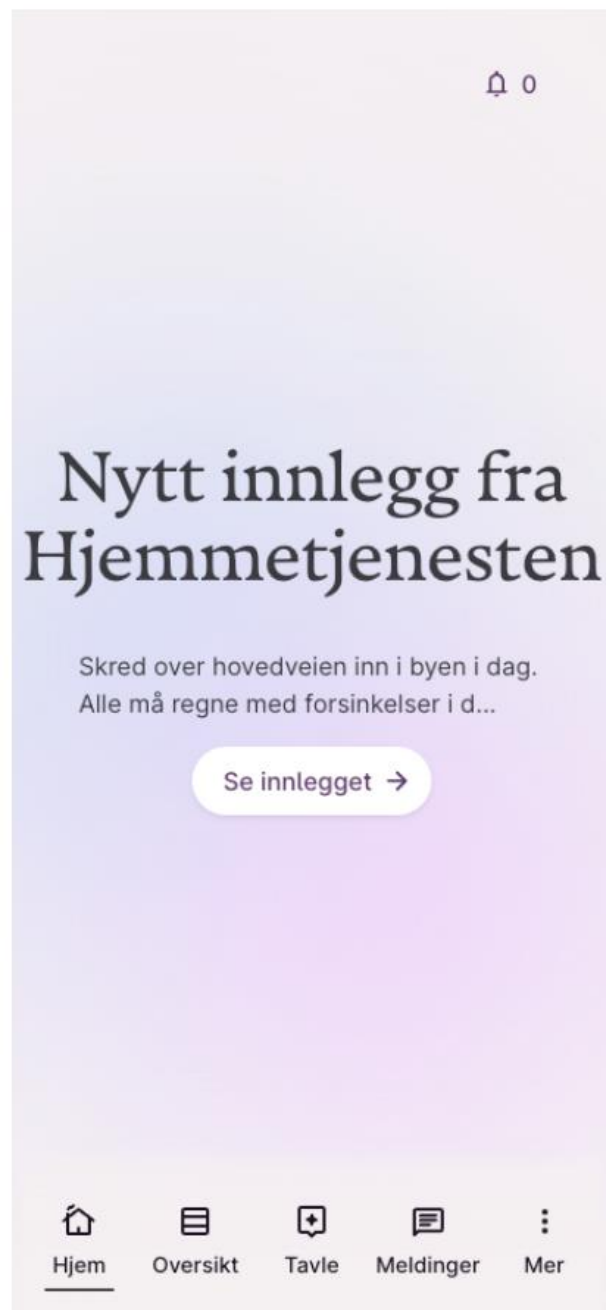 0
Nytt innlegg fra
Hjemmetjenesten
Skred over hovedveien inn i byen i dag.
Alle må regne med forsinkelser i d...
Se innlegget →
Hjem Oversikt Tavle Meldinger Mer